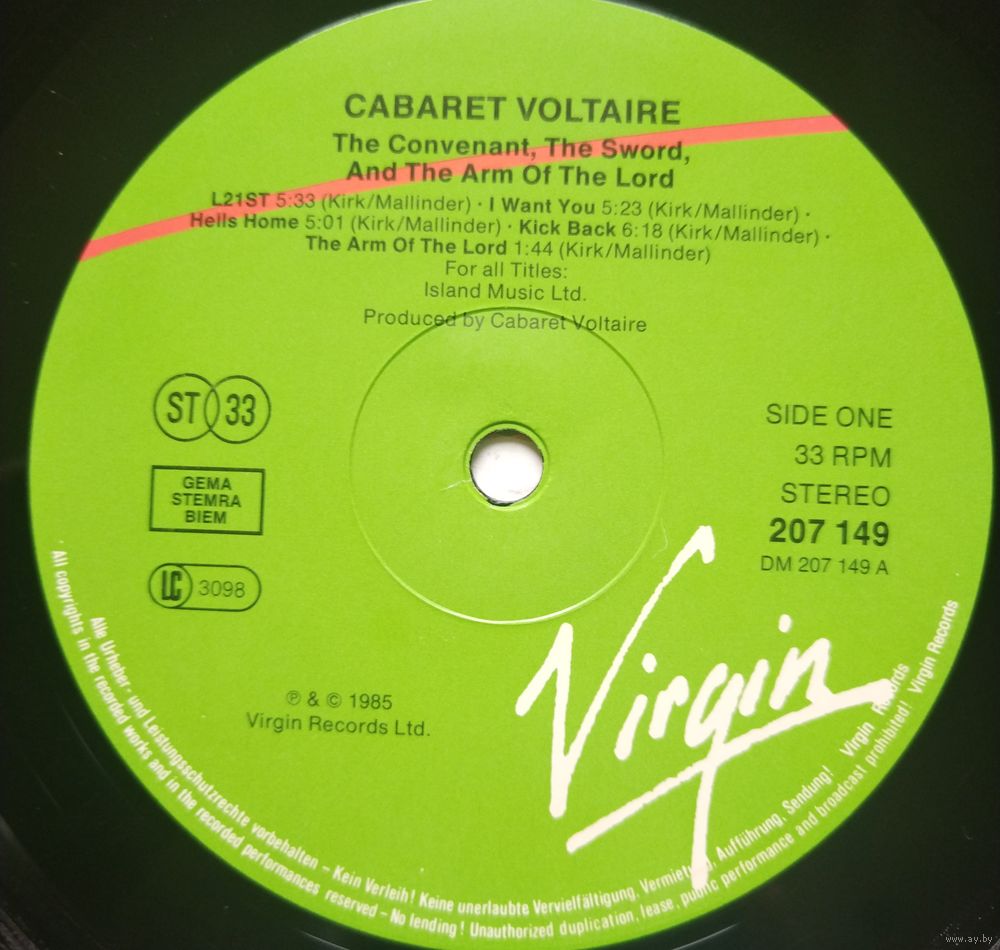 CABARET VOLTAIRE
The Convenant, The Sword,
And The Arm Of The Lord
L21ST 5:33 (Kirk/Mallinder) · I Want You 5:23 (Kirk/Mallinder) ·
Hells Home 5:01 (Kirk/Mallinder) · Kick Back 6:18 (Kirk/Mallinder) ·
The Arm Of The Lord 1:44 (Kirk/Mallinder)
For all Titles:
Island Music Ltd.
Produced by Cabaret Voltaire
ST 33
GEMA
STEMRA
BIEM
LC 3098
SIDE ONE
33 RPM
STEREO
207 149
DM 207 149 A
Virgin
℗ & © 1985
Virgin Records Ltd.
Alle Urheber- und Leistungsschutzrechte vorbehalten – Kein Verleih! Keine unerlaubte Vervielfältigung, Vermietung, Aufführung, Sendung! Virgin Records
All copyrights in the recorded works and in the recorded performances reserved – No lending! Unauthorized duplication, lease, public performance and broadcast prohibited! Virgin Records
www.ay.by